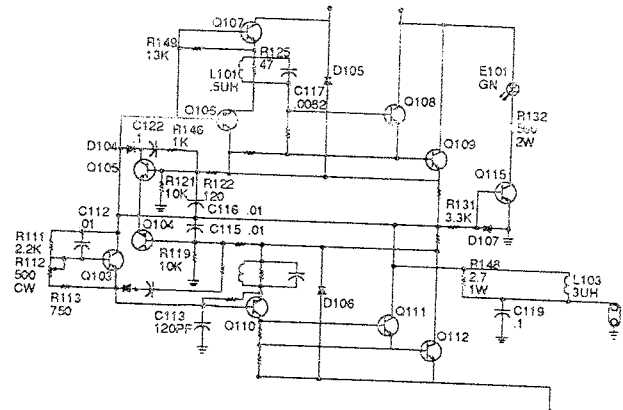 Q107
R149
13K
R125
47
L101
.5UH
D105
E101
GN
C117
.0082
Q106
Q108
R132
2W
C122
.1
R146
1K
D104
Q105
Q109
Q115
R121
10K
R122
120
R131
3.3K
C112
.01
C116 .01
C115 .01
Q104
D107
R111
2.2K
R112
500
CW
Q103
R119
10K
R148
2.7
1W
L103
3UH
R113
750
D106
C113
120PF
Q110
Q111
C119
.1
Q112